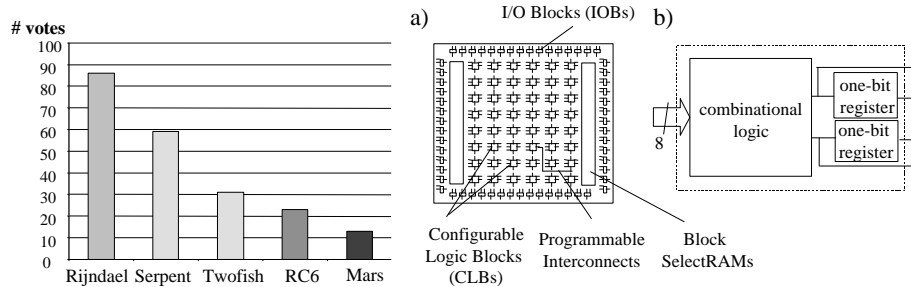 # votes
100
90
80
70
60
50
40
30
20
10
0
Rijndael Serpent Twofish RC6 Mars
a)
I/O Blocks (IOBs)
Configurable
Logic Blocks
(CLBs)
Programmable
Interconnects
Block
SelectRAMs
b)
8
combinational
logic
one-bit
register
one-bit
register